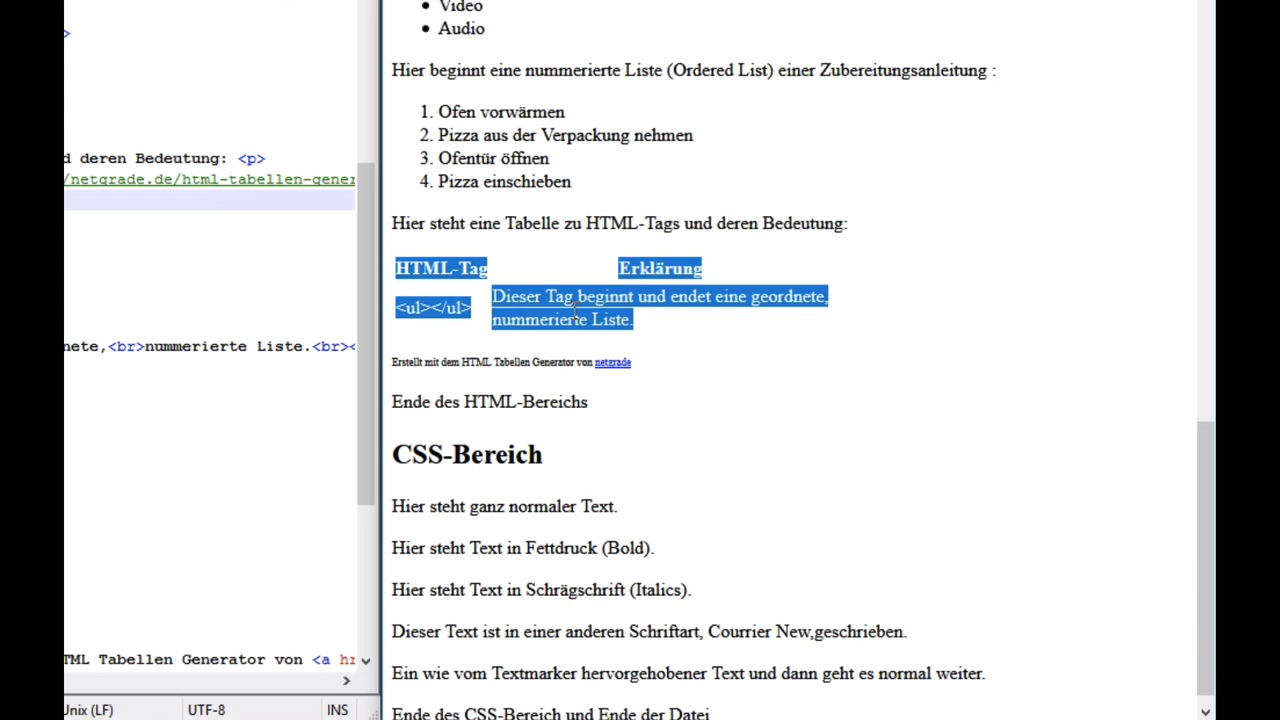 Video
Audio
>
Hier beginnt eine nummerierte Liste (Ordered List) einer Zubereitungsanleitung :
1. Ofen vorwärmen
2. Pizza aus der Verpackung nehmen
3. Ofentür öffnen
4. Pizza einschieben
d deren Bedeutung: <p>
/netgrade.de/html-tabellen-gener
Hier steht eine Tabelle zu HTML-Tags und deren Bedeutung:
HTML-Tag Erklärung
<ul></ul> Dieser Tag beginnt und endet eine geordnete,
nummerierte Liste.
nete,<br>nummerierte Liste.<br><
Erstellt mit dem HTML Tabellen Generator von netgrade
Ende des HTML-Bereichs
CSS-Bereich
Hier steht ganz normaler Text.
Hier steht Text in Fettdruck (Bold).
Hier steht Text in Schrägschrift (Italics).
Dieser Text ist in einer anderen Schriftart, Courrier New,geschrieben.
Ein wie vom Textmarker hervorgehobener Text und dann geht es normal weiter.
Ende des CSS-Bereich und Ende der Datei
TML Tabellen Generator von <a hr
Unix (LF) UTF-8 INS